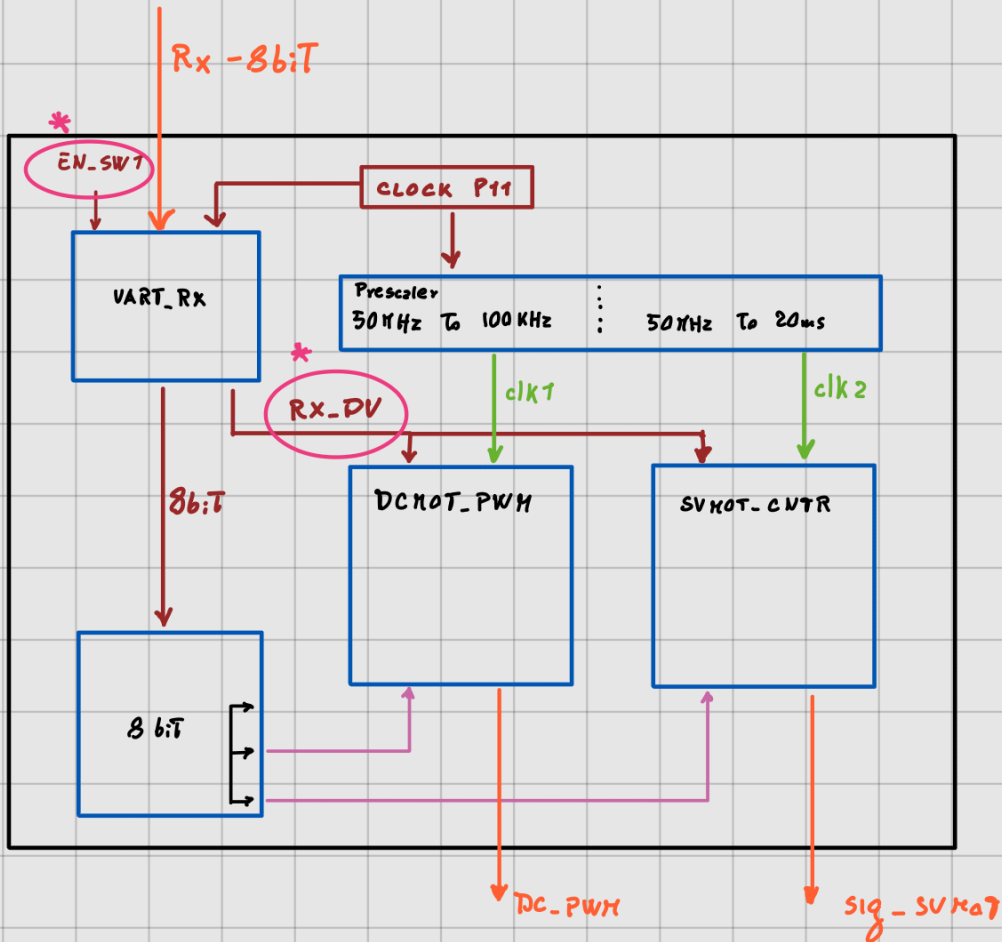 Rx - 8biT
*
EN_SW1
CLOCK P11
UART_RX
Prescaler
50MHz To 100KHz
50MHz To 20ms
*
RX_DV
clk1
clk2
8biT
DCMOT_PWM
SVMOT_CNTR
8 biT
DC_PWM
Sig_SVMOT